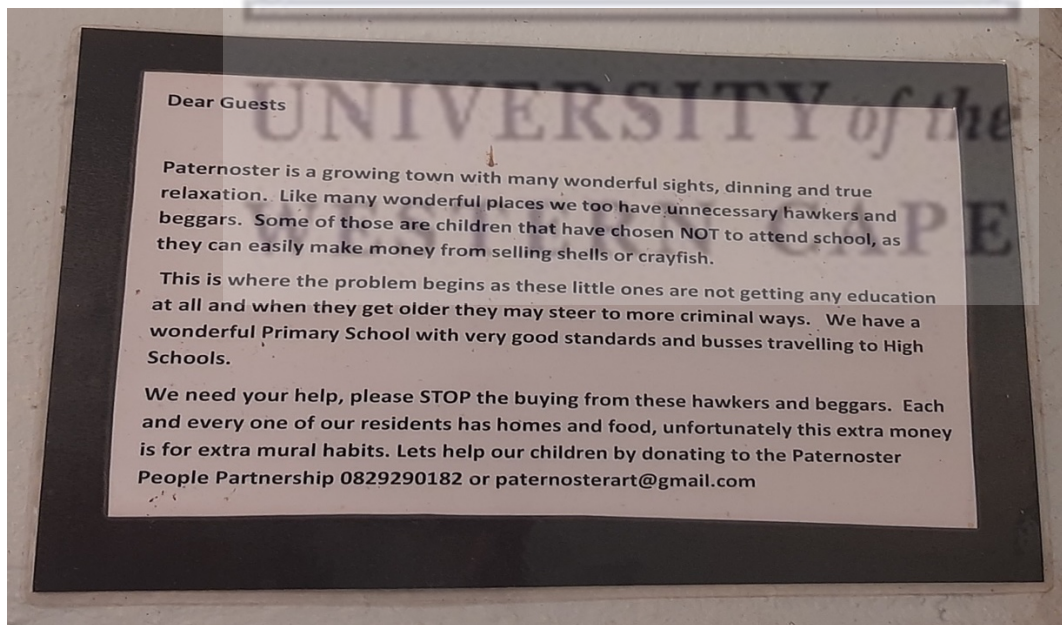 UNIVERSITY of the
WESTERN CAPE
Dear Guests
Paternoster is a growing town with many wonderful sights, dinning and true
relaxation. Like many wonderful places we too have unnecessary hawkers and
beggars. Some of those are children that have chosen NOT to attend school, as
they can easily make money from selling shells or crayfish.
This is where the problem begins as these little ones are not getting any education
at all and when they get older they may steer to more criminal ways. We have a
wonderful Primary School with very good standards and busses travelling to High
Schools.
We need your help, please STOP the buying from these hawkers and beggars. Each
and every one of our residents has homes and food, unfortunately this extra money
is for extra mural habits. Lets help our children by donating to the Paternoster
People Partnership 0829290182 or paternosterart@gmail.com